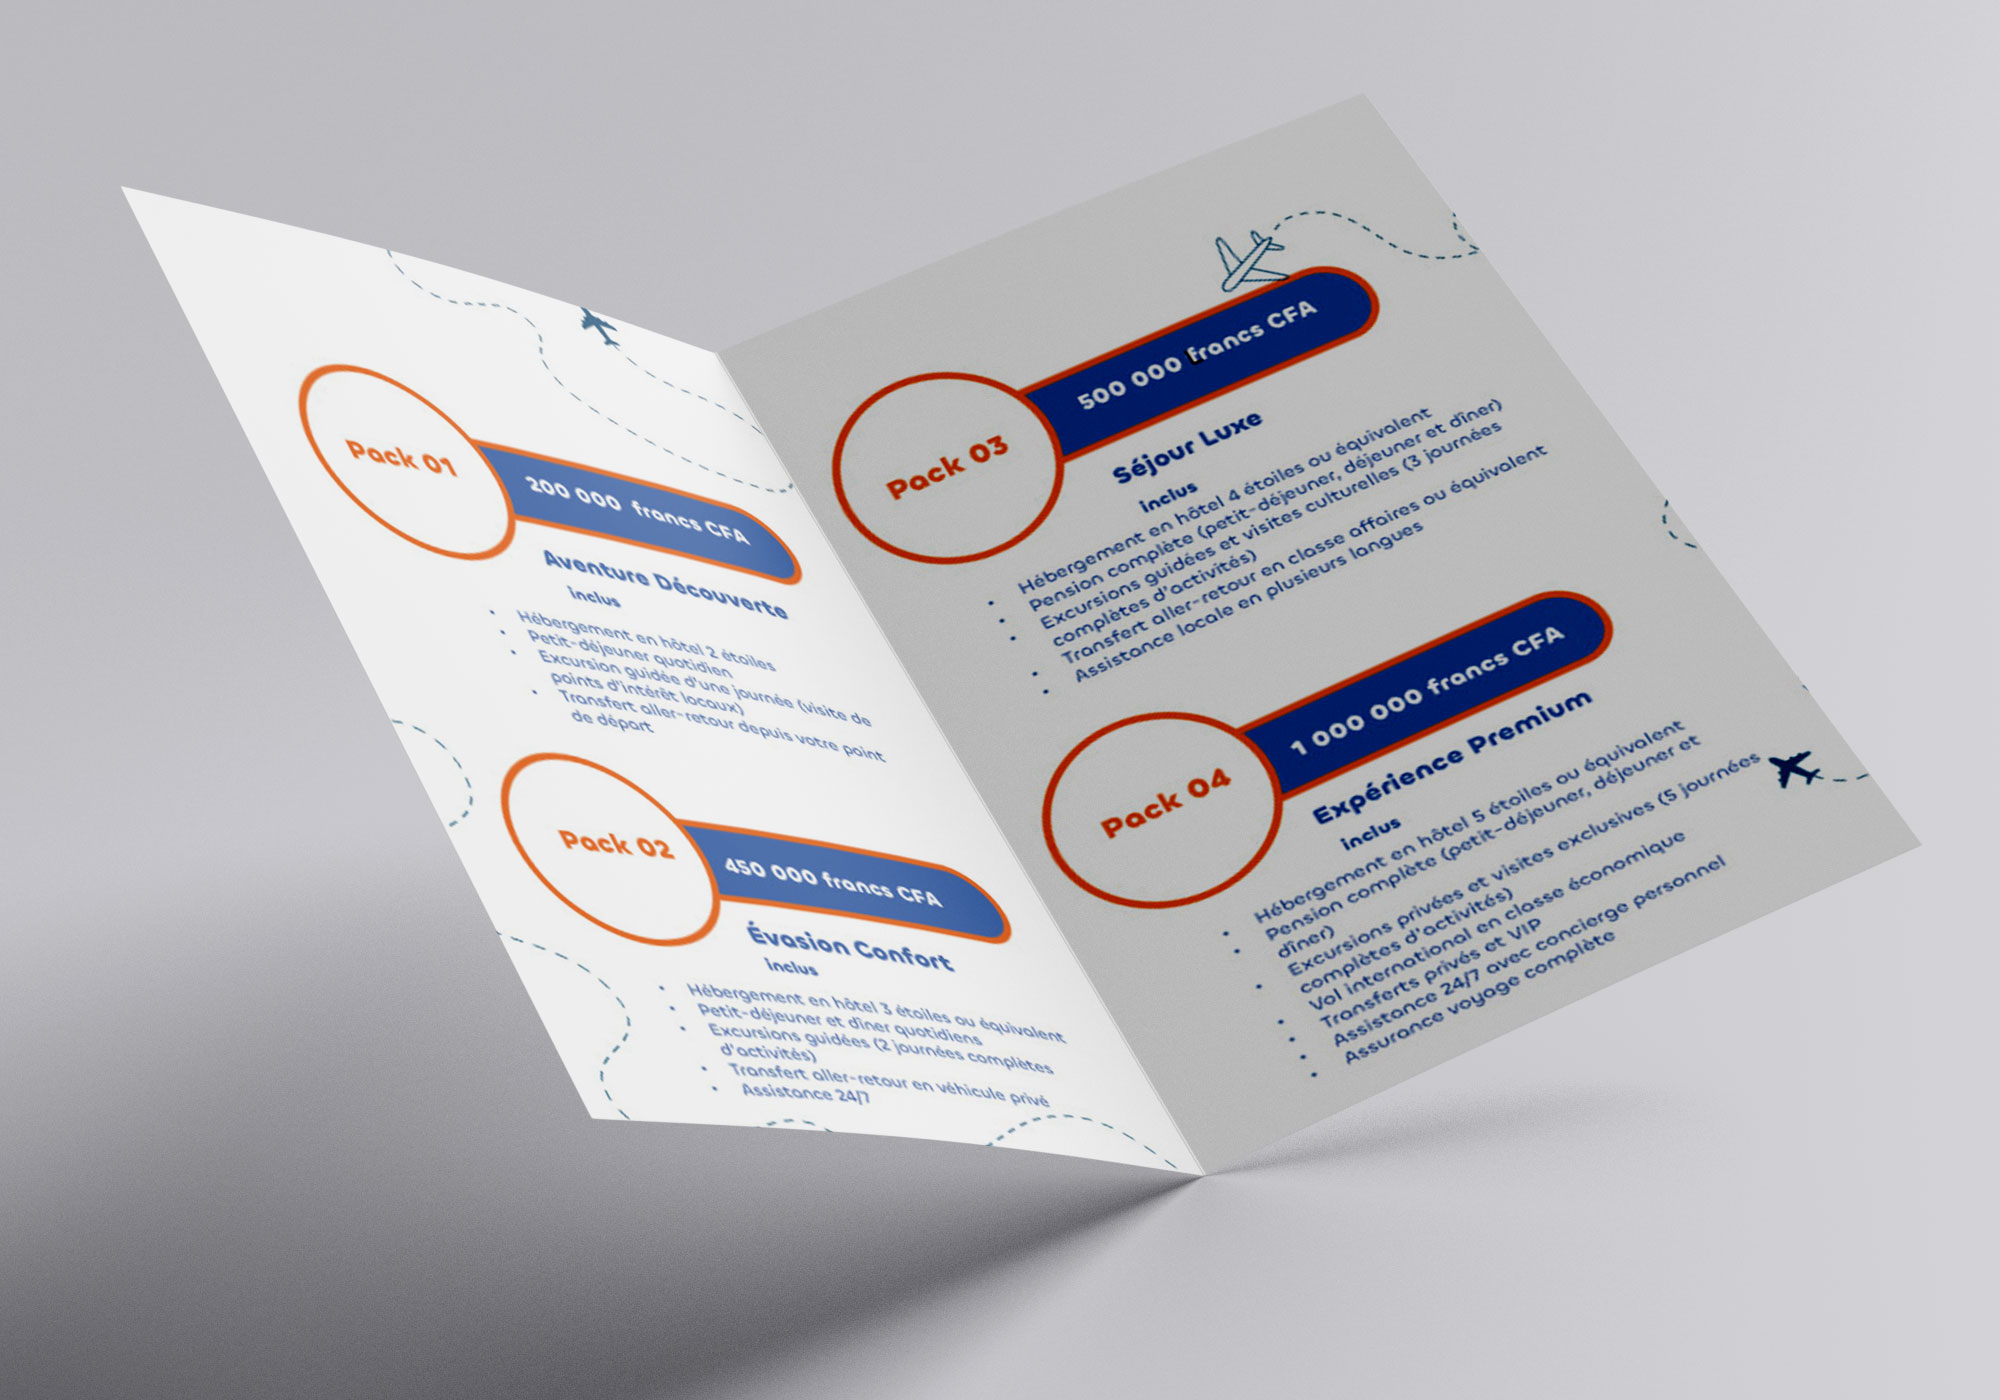 Pack 01
200 000 francs CFA
Aventure Découverte
inclus
• Hébergement en hôtel 2 étoiles
• Petit-déjeuner quotidien
• Excursion guidée d'une journée (visite de
points d'intérêt locaux)
• Transfert aller-retour depuis votre point
de départ
Pack 02
450 000 francs CFA
Évasion Confort
inclus
• Hébergement en hôtel 3 étoiles ou équivalent
• Petit-déjeuner et dîner quotidiens
• Excursions guidées (2 journées complètes
d'activités)
• Transfert aller-retour en véhicule privé
• Assistance 24/7
Pack 03
500 000 francs CFA
Séjour Luxe
inclus
• Hébergement en hôtel 4 étoiles ou équivalent
• Pension complète (petit-déjeuner, déjeuner et dîner)
• Excursions guidées et visites culturelles (3 journées
complètes d'activités)
• Transfert aller-retour en classe affaires ou équivalent
• Assistance locale en plusieurs langues
Pack 04
1 000 000 francs CFA
Expérience Premium
inclus
• Hébergement en hôtel 5 étoiles ou équivalent
• Pension complète (petit-déjeuner, déjeuner et
dîner)
• Excursions privées et visites exclusives (5 journées
complètes d'activités)
• Vol international en classe économique
• Transferts privés et VIP
• Assistance 24/7 avec concierge personnel
• Assurance voyage complète